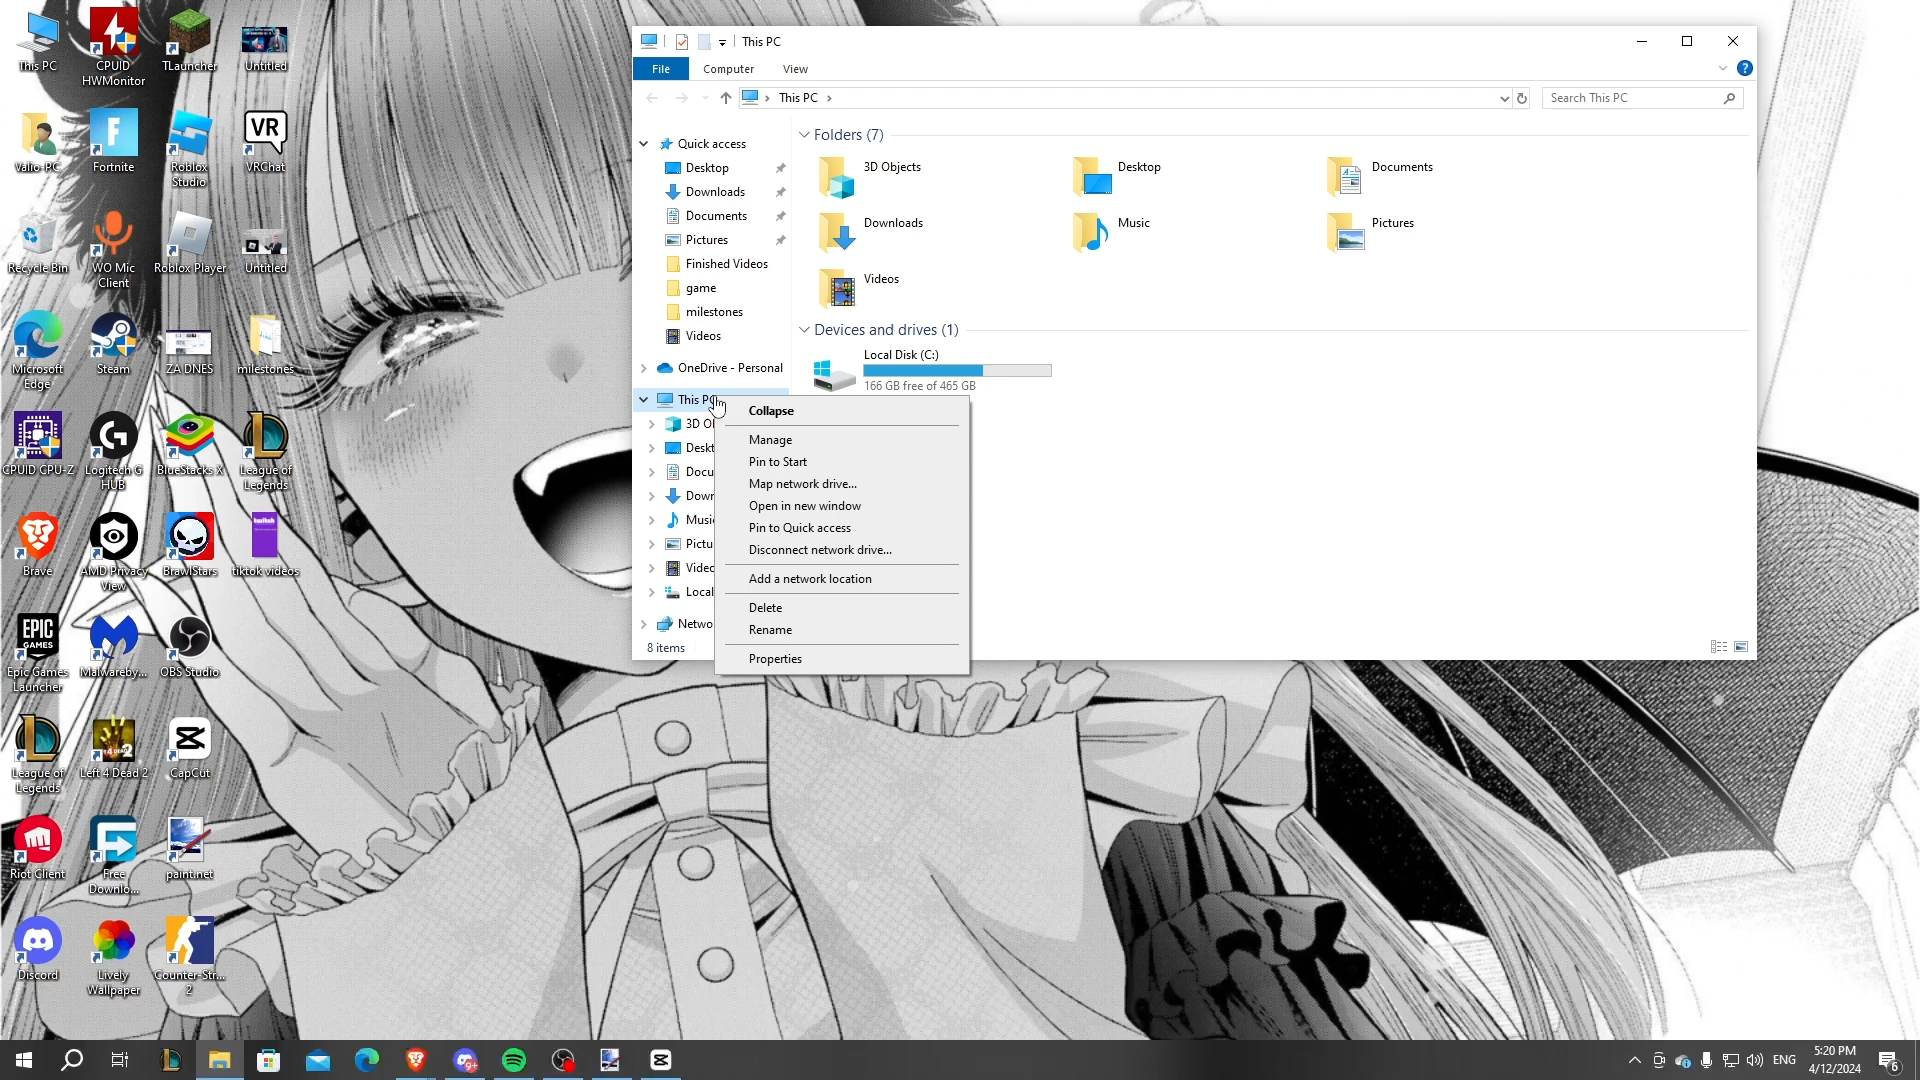 This PC
CPUID
HWMonitor
TLauncher
Untitled
Valio-PC
Fortnite
Roblox
Studio
VR
VRChat
Recycle Bin
WO Mic
Client
Roblox Player
Untitled
Microsoft
Edge
Steam
ZA DNES
milestones
CPUID CPU-Z
Logitech G
HUB
BlueStacks X
League of
Legends
Brave
AMD Privacy
View
BrawlStars
twitch
tiktok videos
EPIC
GAMES
Epic Games
Launcher
Malwareby...
OBS Studio
League of
Legends
Left 4 Dead 2
CapCut
Riot Client
Free
Downlo...
paint.net
Discord
Lively
Wallpaper
Counter-Str...
2
This PC
File
Computer
View
This PC
Search This PC
Quick access
Desktop
Downloads
Documents
Pictures
Finished Videos
game
milestones
Videos
OneDrive - Personal
This PC
3D O
Deskt
Docu
Down
Music
Pictu
Videc
Local
Netwo
8 items
Folders (7)
3D Objects
Desktop
Documents
Downloads
Music
Pictures
Videos
Devices and drives (1)
Local Disk (C:)
166 GB free of 465 GB
Collapse
Manage
Pin to Start
Map network drive...
Open in new window
Pin to Quick access
Disconnect network drive...
Add a network location
Delete
Rename
Properties
ENG
5:20 PM
4/12/2024
6